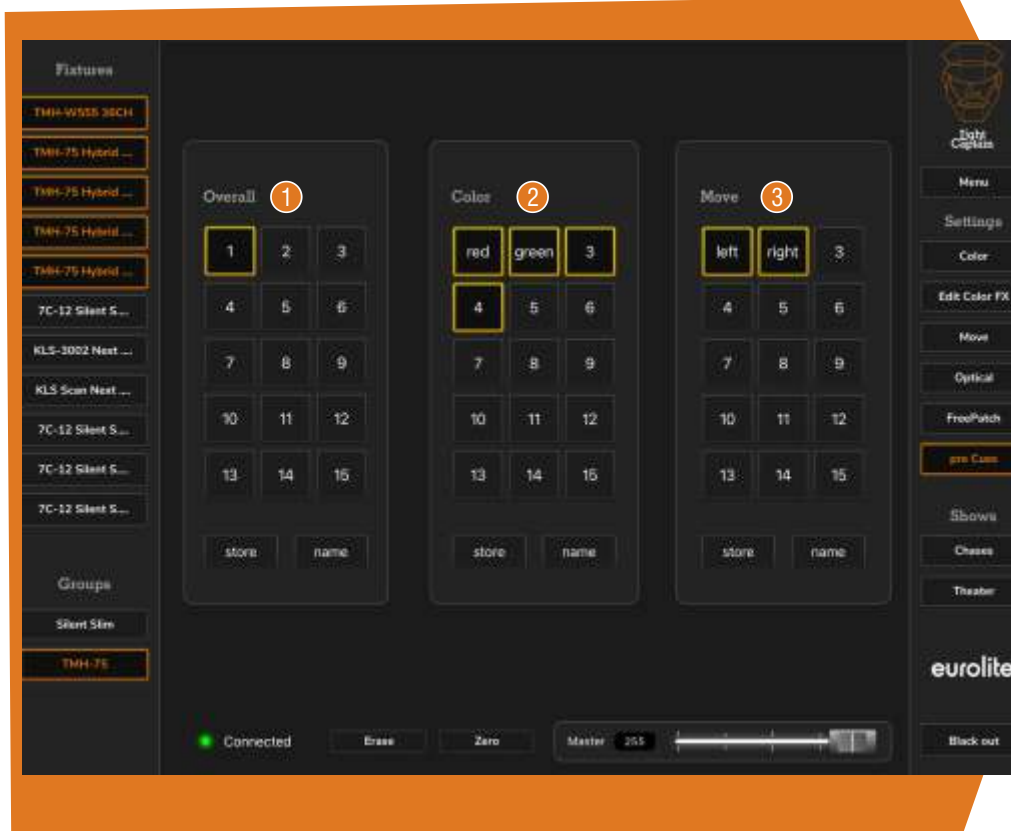 Fixtures
TMH-W555 36CH
TMH-75 Hybrid ...
TMH-75 Hybrid ...
TMH-75 Hybrid ...
TMH-75 Hybrid ...
7C-12 Silent S...
KLS-3002 Next ...
KLS Scan Next ...
7C-12 Silent S...
7C-12 Silent S...
7C-12 Silent S...
Groups
Silent Slim
TMH-75
Overall 1
1 2 3
4 5 6
7 8 9
10 11 12
13 14 15
store name
Color 2
red green 3
4 5 6
7 8 9
10 11 12
13 14 15
store name
Move 3
left right 3
4 5 6
7 8 9
10 11 12
13 14 15
store name
Connected Erase Zero Master 255
Light
Captain
Menu
Settings
Color
Edit Color FX
Move
Optical
FreePatch
pre Cues
Shows
Chases
Theater
eurolite
Black out